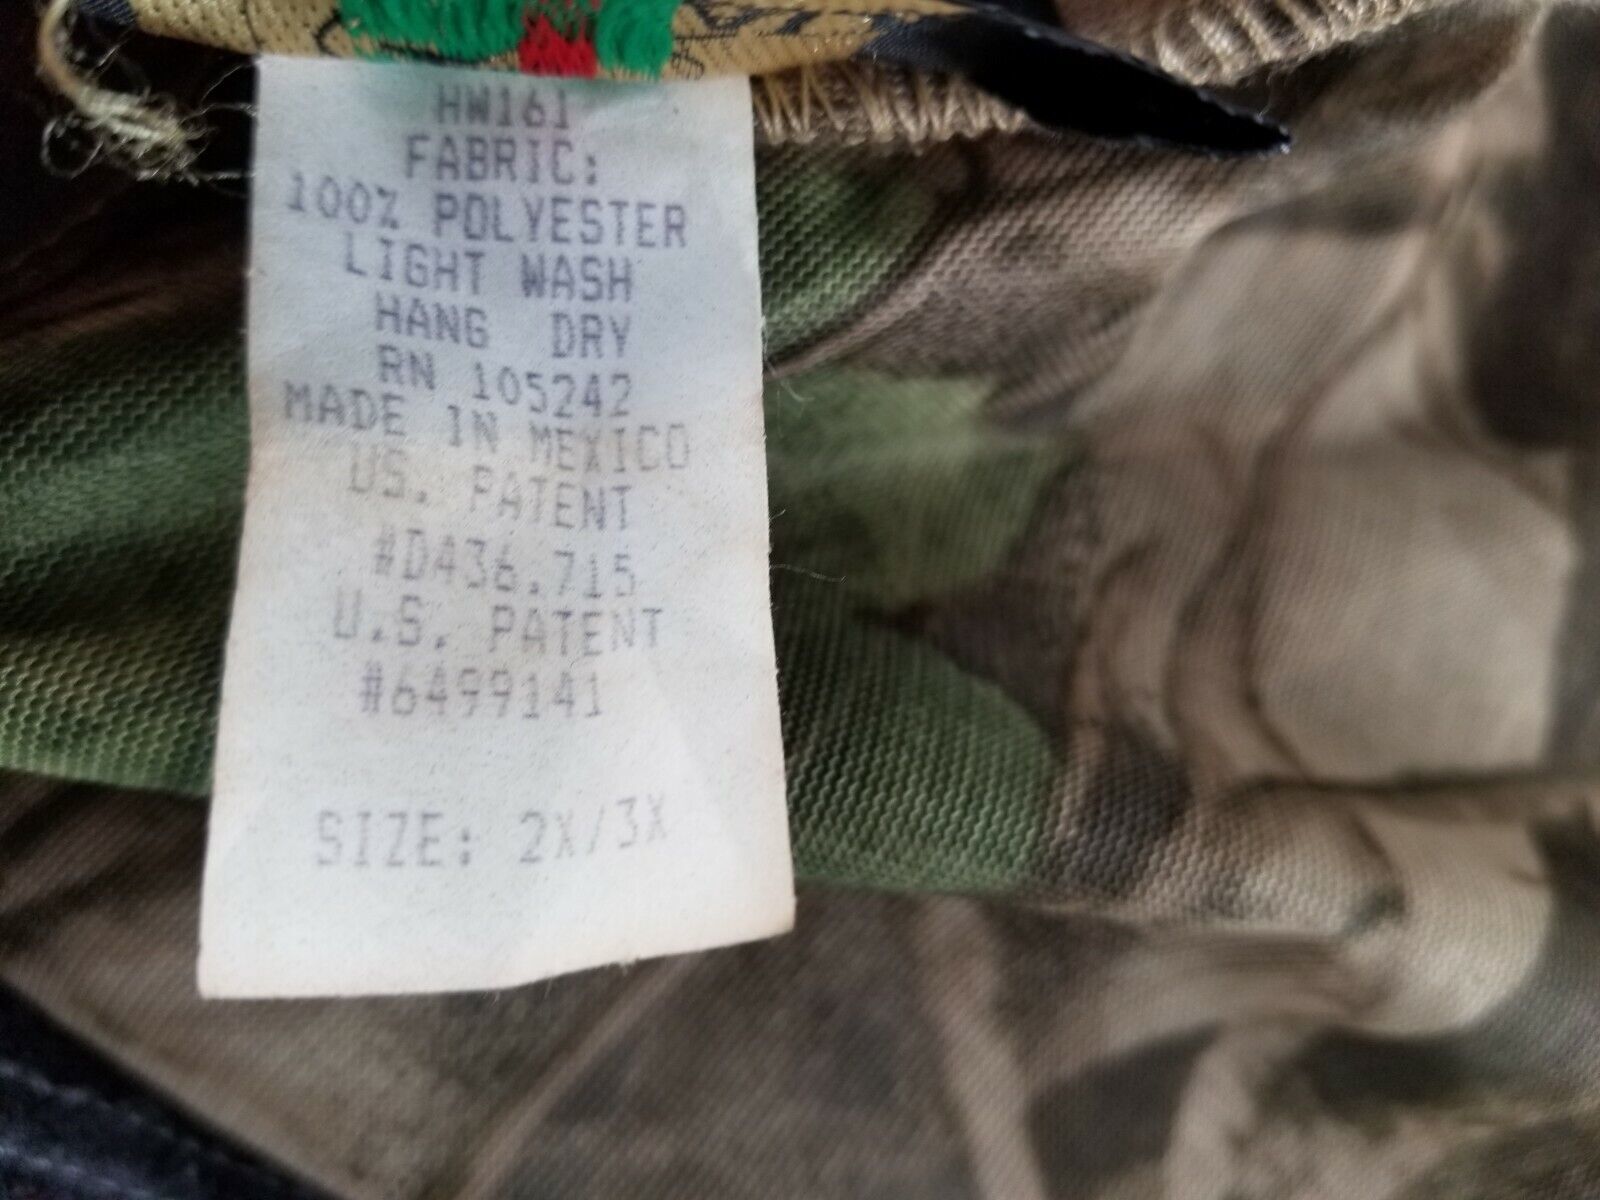 HW161
FABRIC:
100% POLYESTER
LIGHT WASH
HANG DRY
RN 105242
MADE IN MEXICO
US. PATENT
#D436,715
U.S. PATENT
#6499141
SIZE: 2X/3X